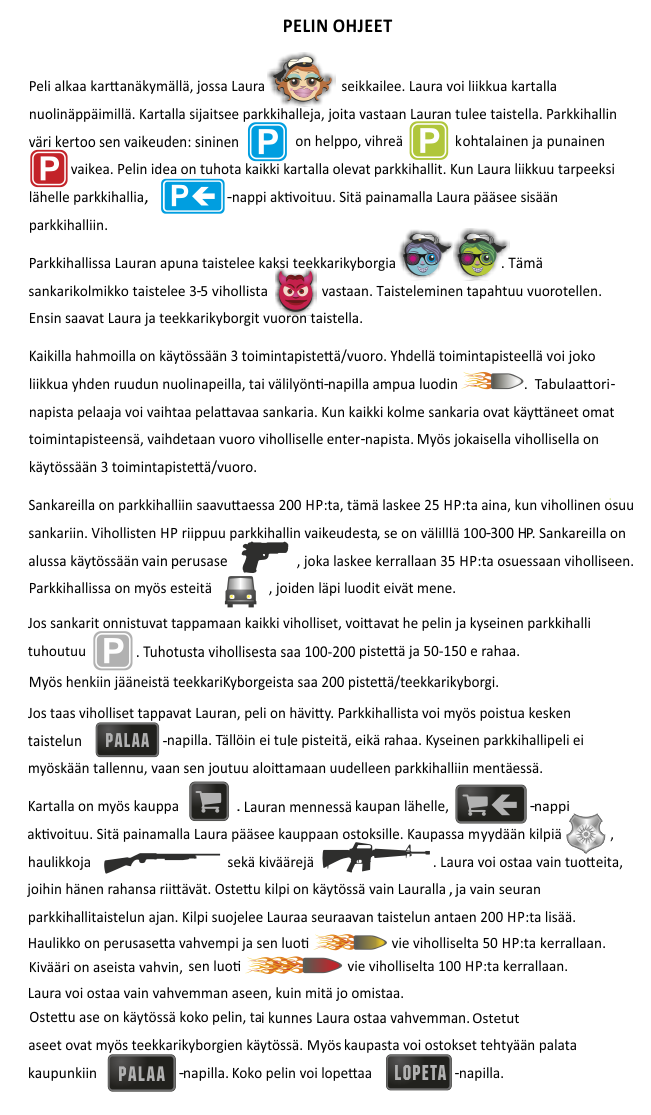 PELIN OHJEET
Peli alkaa karttanäkymällä, jossa Laura seikkailee. Laura voi liikkua kartalla
nuolinäppäimillä. Kartalla sijaitsee parkkihalleja, joita vastaan Lauran tulee taistella. Parkkihallin
väri kertoo sen vaikeuden: sininen P on helppo, vihreä P kohtalainen ja punainen
P vaikea. Pelin idea on tuhota kaikki kartalla olevat parkkihallit. Kun Laura liikkuu tarpeeksi
lähelle parkkihallia, P ← -nappi aktivoituu. Sitä painamalla Laura pääsee sisään
parkkihalliin.
Parkkihallissa Lauran apuna taistelee kaksi teekkarikyborgia . Tämä
sankarikolmikko taistelee 3-5 vihollista vastaan. Taisteleminen tapahtuu vuorotellen.
Ensin saavat Laura ja teekkarikyborgit vuoron taistella.
Kaikilla hahmoilla on käytössään 3 toimintapistettä/vuoro. Yhdellä toimintapisteellä voi joko
liikkua yhden ruudun nuolinapeilla, tai välilyönti-napilla ampua luodin . Tabulaattori-
napista pelaaja voi vaihtaa pelattavaa sankaria. Kun kaikki kolme sankaria ovat käyttäneet omat
toimintapisteensä, vaihdetaan vuoro viholliselle enter-napista. Myös jokaisella vihollisella on
käytössään 3 toimintapistettä/vuoro.
Sankareilla on parkkihalliin saavuttaessa 200 HP:ta, tämä laskee 25 HP:ta aina, kun vihollinen osuu
sankariin. Vihollisten HP riippuu parkkihallin vaikeudesta, se on välilllä 100-300 HP. Sankareilla on
alussa käytössään vain perusase , joka laskee kerrallaan 35 HP:ta osuessaan viholliseen.
Parkkihallissa on myös esteitä , joiden läpi luodit eivät mene.
Jos sankarit onnistuvat tappamaan kaikki viholliset, voittavat he pelin ja kyseinen parkkihalli
tuhoutuu P . Tuhotusta vihollisesta saa 100-200 pistettä ja 50-150 e rahaa.
Myös henkiin jääneistä teekkariKyborgeista saa 200 pistettä/teekkarikyborgi.
Jos taas viholliset tappavat Lauran, peli on hävitty. Parkkihallista voi myös poistua kesken
taistelun PALAA -napilla. Tällöin ei tule pisteitä, eikä rahaa. Kyseinen parkkihallipeli ei
myöskään tallennu, vaan sen joutuu aloittamaan uudelleen parkkihalliin mentäessä.
Kartalla on myös kauppa . Lauran mennessä kaupan lähelle, ← -nappi
aktivoituu. Sitä painamalla Laura pääsee kauppaan ostoksille. Kaupassa myydään kilpiä ,
haulikkoja sekä kiväärejä . Laura voi ostaa vain tuotteita,
joihin hänen rahansa riittävät. Ostettu kilpi on käytössä vain Lauralla , ja vain seuran
parkkihallitaistelun ajan. Kilpi suojelee Lauraa seuraavan taistelun antaen 200 HP:ta lisää.
Haulikko on perusasetta vahvempi ja sen luoti vie viholliselta 50 HP:ta kerrallaan.
Kivääri on aseista vahvin, sen luoti vie viholliselta 100 HP:ta kerrallaan.
Laura voi ostaa vain vahvemman aseen, kuin mitä jo omistaa.
Ostettu ase on käytössä koko pelin, tai kunnes Laura ostaa vahvemman. Ostetut
aseet ovat myös teekkarikyborgien käytössä. Myös kaupasta voi ostokset tehtyään palata
kaupunkiin PALAA -napilla. Koko pelin voi lopettaa LOPETA -napilla.